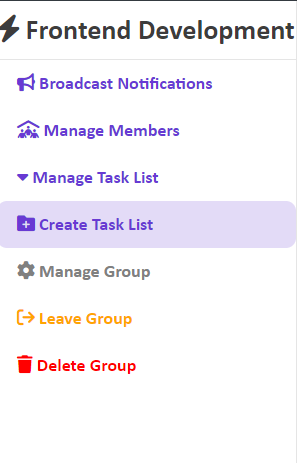 Frontend Development
Broadcast Notifications
Manage Members
Manage Task List
Create Task List
Manage Group
Leave Group
Delete Group